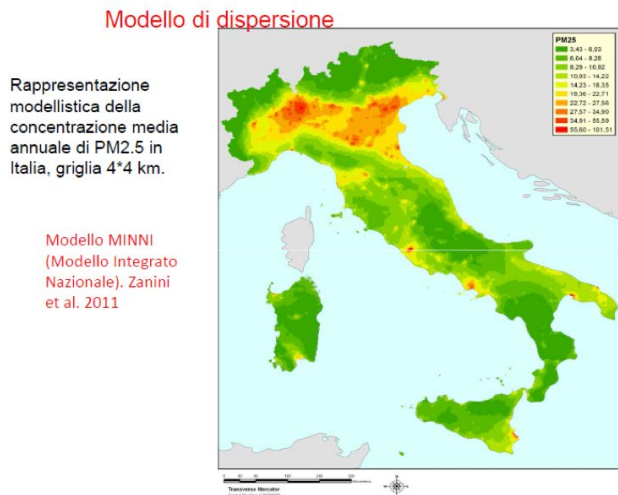 Modello di dispersione
Rappresentazione
modellistica della
concentrazione media
annuale di PM2.5 in
Italia, griglia 4*4 km.
Modello MINNI
(Modello Integrato
Nazionale). Zanini
et al. 2011
PM25
3,43 - 6,03
6,04 - 8,28
8,29 - 10,92
10,93 - 14,22
14,23 - 18,35
18,36 - 22,71
22,72 - 27,56
27,57 - 34,90
34,91 - 55,59
55,60 - 101,51
Transverse Mercator